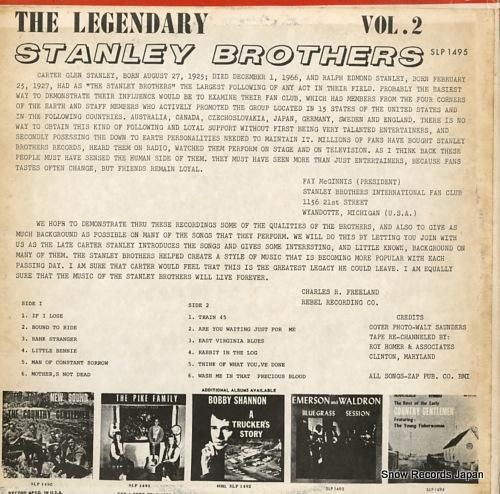 THE LEGENDARY VOL.2
STANLEY BROTHERS SLP 1495
CARTER GLEN STANLEY, BORN AUGUST 27, 1925; DIED DECEMBER 1, 1966, AND RALPH EDMOND STANLEY, BORN FEBRUARY
25, 1927, HAD AS "THE STANLEY BROTHERS" THE LARGEST FOLLOWING OF ANY ACT IN THEIR FIELD. PROBABLY THE BASIEST
WAY TO DEMONSTRATE THEIR INFLUENCE WOULD BE TO EXAMINE THEIR FAN CLUB, WHICH HAS MEMBERS FROM THE FOUR CORNERS
OF THE EARTH AND STAFF MEMBERS WHO ACTIVELY PROMOTED THE GROUP LOCATED IN 15 STATES OF THE UNITED STATES AND
IN THE FOLLOWING COUNTRIES. AUSTRALIA, CANADA, CZECHOSLOVAKIA, JAPAN, GERMANY, SWEDEN AND ENGLAND, THERE IS NO
WAY TO OBTAIN THIS KIND OF FOLLOWING AND LOYAL SUPPORT WITHOUT FIRST BEING VERY TALANTED ENTERTAINERS, AND
SECONDLY POSESSING THE DOWN TO EARTH PERSONALITIES NEEDED TO MAINTAIN IT. MILLIONS OF FANS HAVE BOUGHT STANLEY
BROTHERS RECORDS, HEARD THEM ON RADIO, WATCHED THEM PERFORM ON STAGE AND ON TELEVISION. AS I THINK BACK THESE
PEOPLE MUST HAVE SENSED THE HUMAN SIDE OF THEM. THEY MUST HAVE SEEN MORE THAN JUST ENTERTAINERS, BECAUSE FANS
TASTES OFTEN CHANGE, BUT FRIENDS REMAIN LOYAL.
FAY McGINNIS (PRESIDENT)
STANLEY BROTHERS INTERNATIONAL FAN CLUB
1156 21st STREET
WYANDOTTE, MICHIGAN (U.S.A.)
WE HOPE TO DEMONSTRATE THRU THESE RECORDINGS SOME OF THE QUALITIES OF THE BROTHERS, AND ALSO TO GIVE AS
MUCH BACKGROUND AS POSSIBLE ON MANY OF THE SONGS THAT THEY PERFORM. WE WILL DO THIS BY LETTING YOU JOIN WITH
US AS THE LATE CARTER STANLEY INTRODUCES THE SONGS AND GIVES SOME INTERESTING, AND LITTLE KNOWN, BACKGROUND ON
MANY OF THEM. THE STANLEY BROTHERS HELPED CREATE A STYLE OF MUSIC THAT IS BECOMING MORE POPULAR WITH EACH
PASSING DAY. I AM SURE THAT CARTER WOULD FEEL THAT THIS IS THE GREATEST LEGACY HE COULD LEAVE. I AM EQUALLY
SURE THAT THE MUSIC OF THE STANLEY BROTHERS WILL LIVE FOREVER.
CHARLES R. FREELAND
REBEL RECORDING CO.
SIDE I
1. IF I LOSE
2. BOUND TO RIDE
3. RANK STRANGER
4. LITTLE BENNIE
5. MAN OF CONSTANT SORROW
6. MOTHER,S NOT DEAD
SIDE 2
1. TRAIN 45
2. ARE YOU WAITING JUST FOR ME
3. EAST VIRGINIA BLUES
4. RABBIT IN THE LOG
5. THINK OF WHAT YOU,VE DONE
6. WASH ME IN THAT PRECIOUS BLOOD
CREDITS
COVER PHOTO-WALT SAUNDERS
TAPE RE-CHANNELED BY:
ROY HOMER & ASSOCIATES
CLINTON, MARYLAND
ALL SONGS-ZAP PUB. CO. BMI
ADDITIONAL ALBUMS AVAILABLE
NEW SOUND
THE PIKE FAMILY
BOBBY SHANNON
A
TRUCKER'S
STORY
EMERSON and WALDRON
BLUEGRASS SESSION
The Best of the Early
COUNTRY GENTLEMEN
Featuring:
The Young Fisherwoman
RECORD MFGD. IN U.S.A.
Snow Records Japan